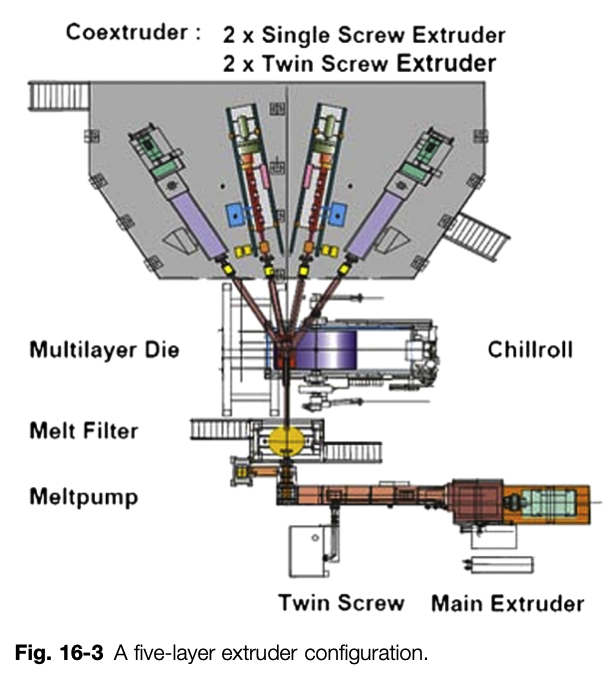 Coextruder : 2 x Single Screw Extruder
2 x Twin Screw Extruder
Multilayer Die
Chillroll
Melt Filter
Meltpump
Twin Screw Main Extruder
Fig. 16-3 A five-layer extruder configuration.